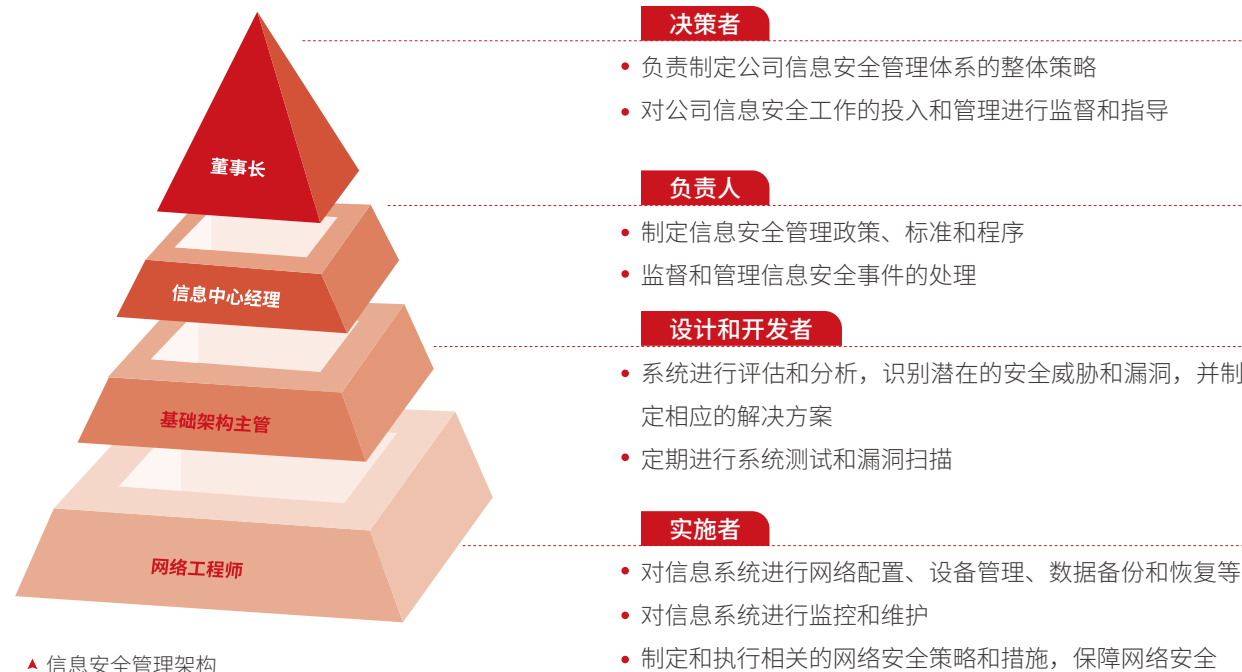 决策者
负责制定公司信息安全管理体系的整体策略
对公司信息安全工作的投入和管理进行监督和指导
董事长
负责人
制定信息安全管理政策、标准和程序
监督和管理信息安全事件的处理
信息中心经理
设计和开发者
系统进行评估和分析，识别潜在的安全威胁和漏洞，并制
定相应的解决方案
定期进行系统测试和漏洞扫描
基础架构主管
实施者
对信息系统进行网络配置、设备管理、数据备份和恢复等
对信息系统进行监控和维护
制定和执行相关的网络安全策略和措施，保障网络安全
网络工程师
信息安全管理架构